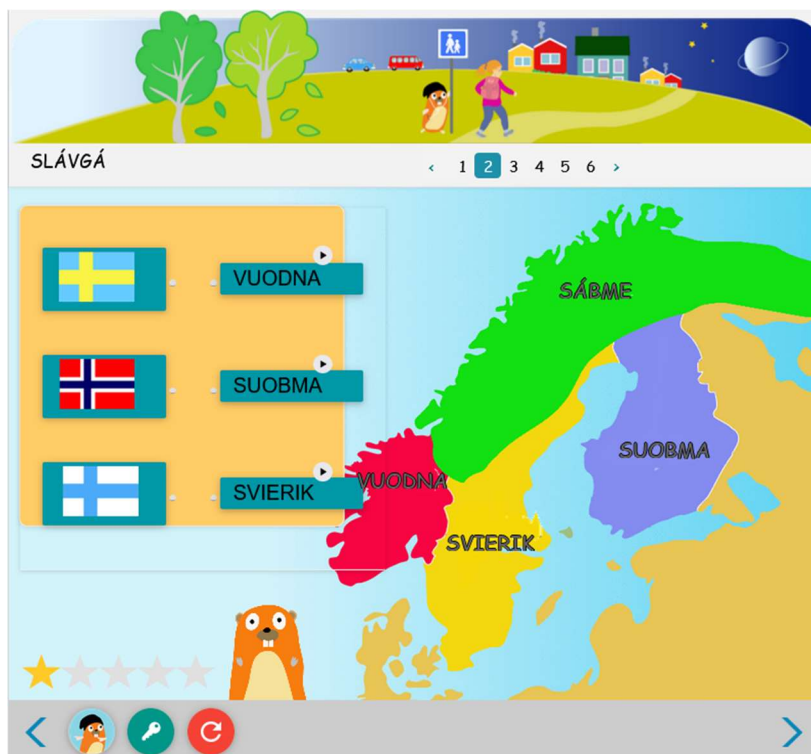 SLÁVGÁ
‹ 1 2 3 4 5 6 ›
VUODNA
SUOBMA
SVIERIK
SÁBME
SUOBMA
VUODNA
SVIERIK